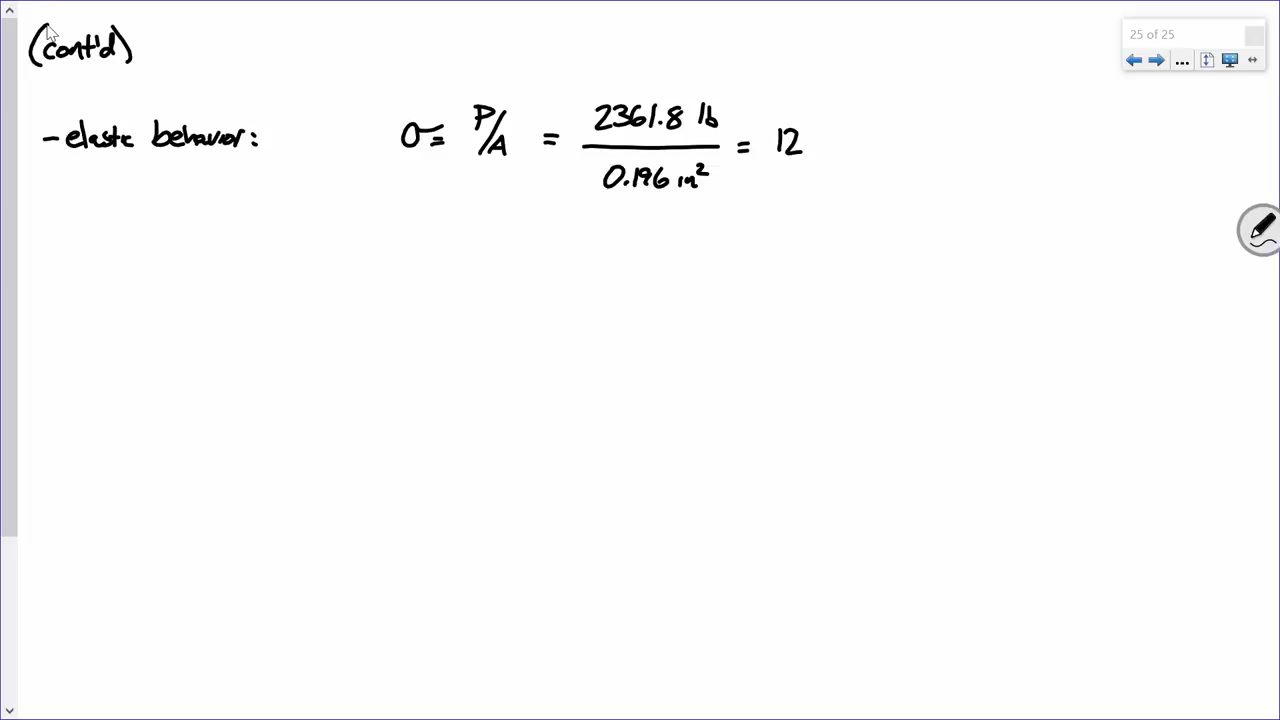 (cont'd)
25 of 25
- elastic behavior: σ = P/A = 2361.8 lb / 0.196 in² = 12